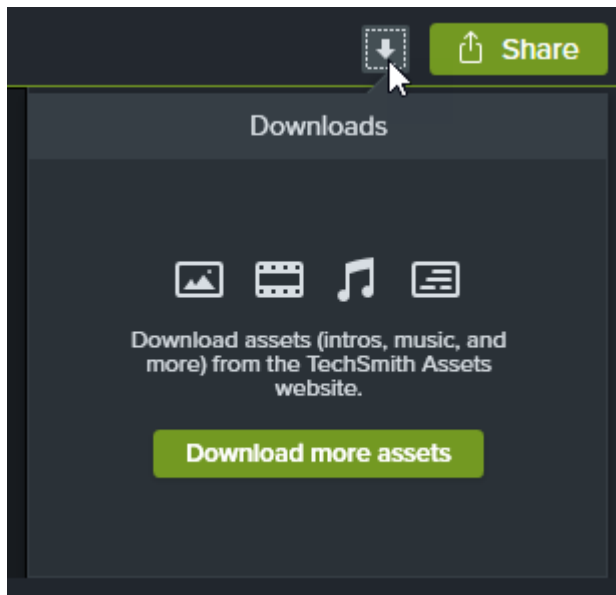 Share
Downloads
Download assets (intros, music, and
more) from the TechSmith Assets
website.
Download more assets